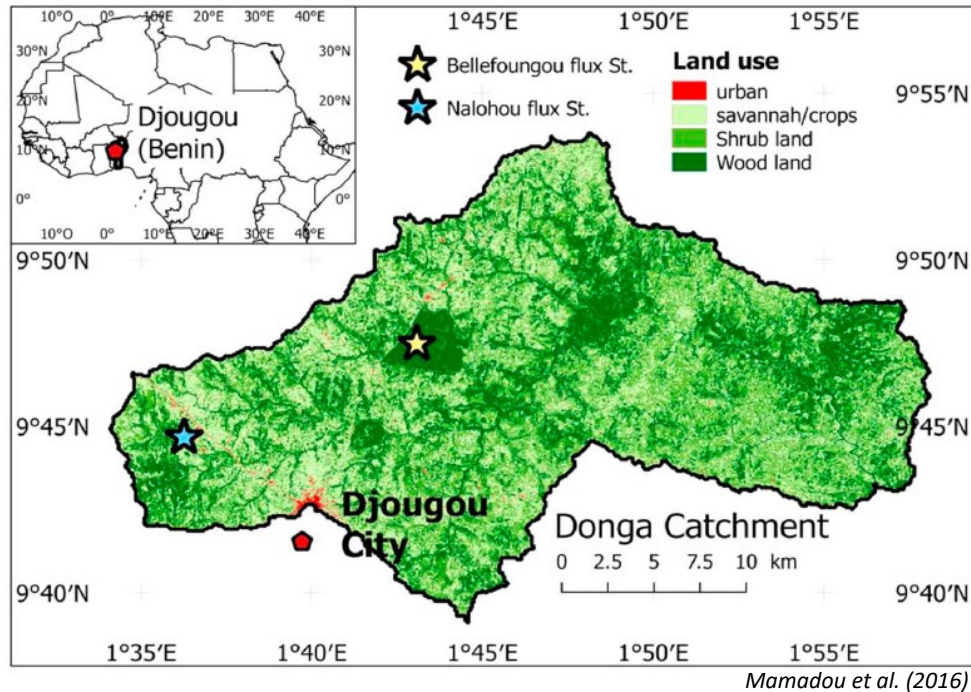 1°45' 1°50' 1°55'
30°N 30°N
20°N 20°N
10°N 10°N
0° 0°
Djougou
(Benin)
10°O 0° 10°E 20°E 30°E 40°E
10°O 0° 10°E 20°E 30°E 40°E 50°E
Bellefoungou flux St.
Nalohou flux St.
Land use
urban
savannah/crops
Shrub land
Wood land
9°55'
9°50'N 9°50'N
9°45'N 9°45'N
9°40'N 9°40'N
Djougou
City
Donga Catchment
0 2.5 5 7.5 10 km
1°35'E 1°40'E 1°45'E 1°50'E 1°55'E
Mamadou et al. (2016)